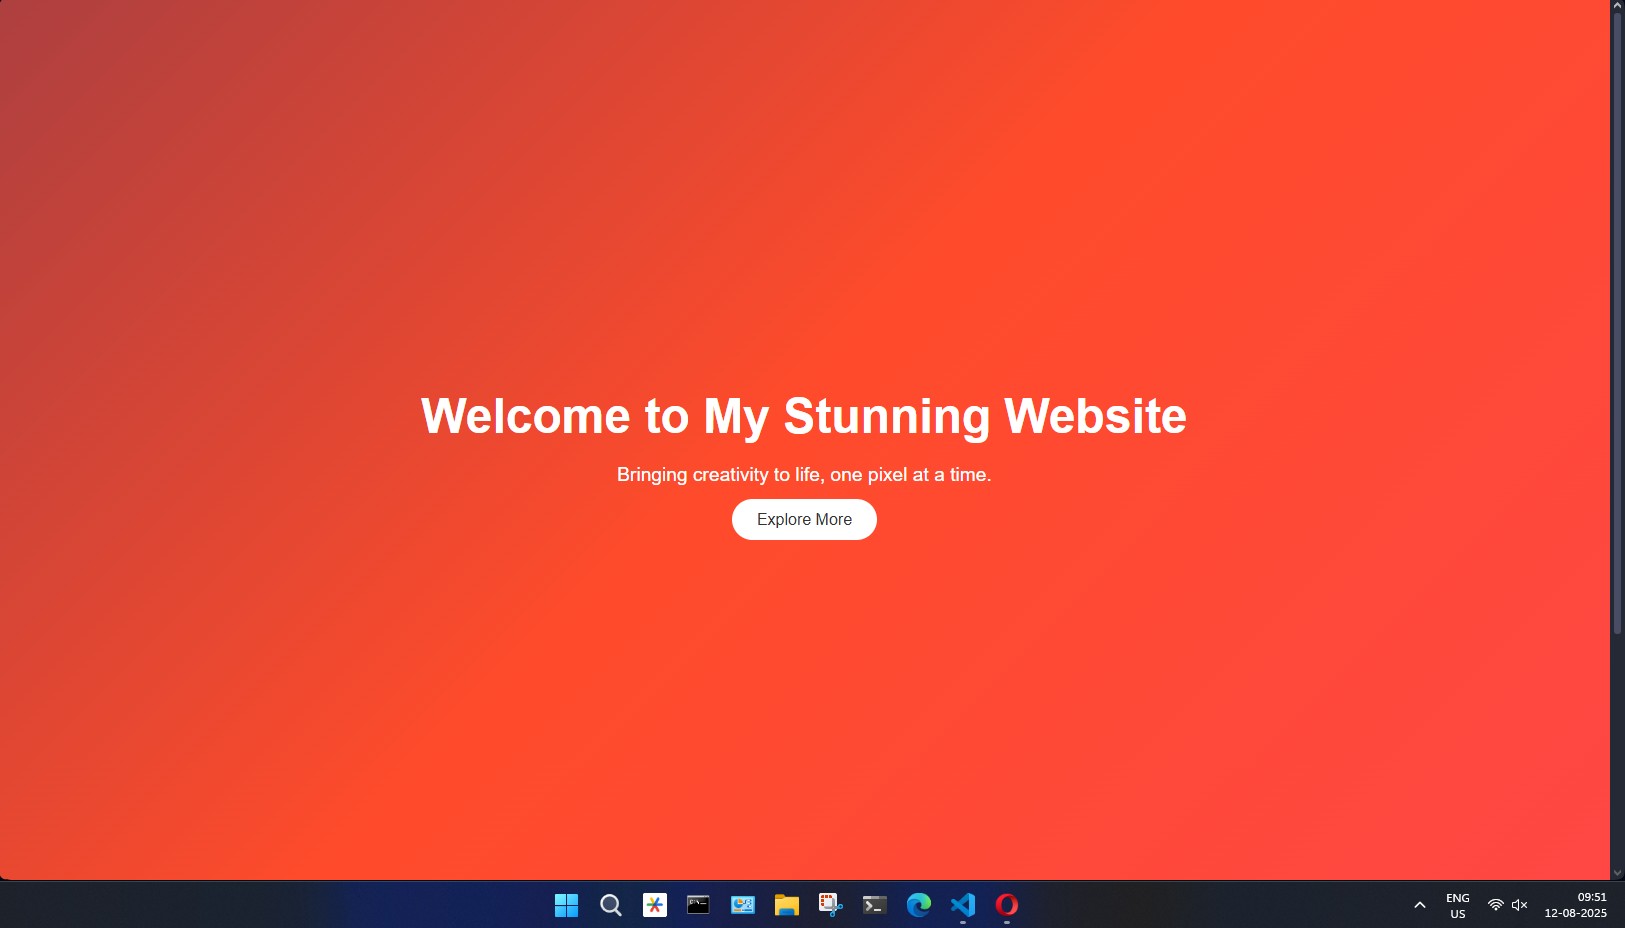 Welcome to My Stunning Website
Bringing creativity to life, one pixel at a time.
Explore More
ENG
US
09:51
12-08-2025